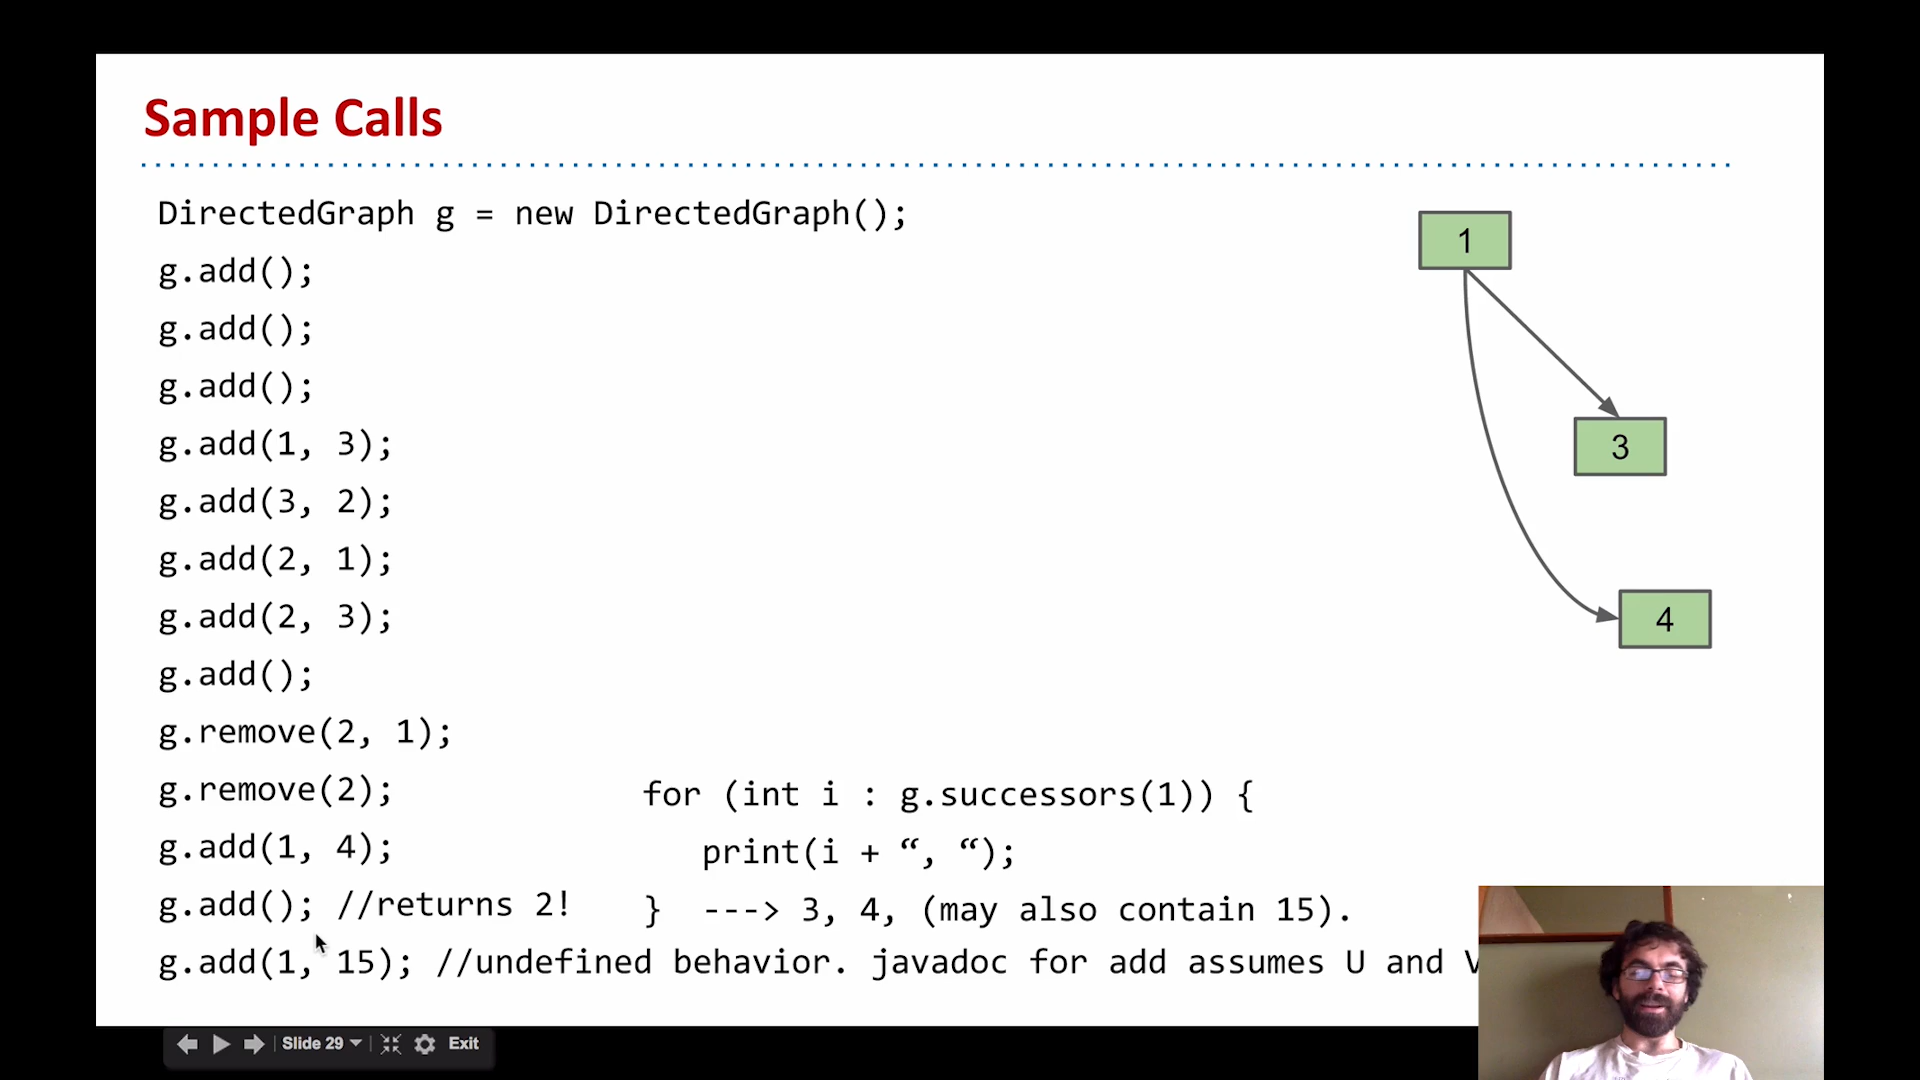 Sample Calls
DirectedGraph g = new DirectedGraph();
g.add();
g.add();
g.add();
g.add(1, 3);
g.add(3, 2);
g.add(2, 1);
g.add(2, 3);
g.add();
g.remove(2, 1);
g.remove(2);
g.add(1, 4);
g.add(); //returns 2!
g.add(1, 15); //undefined behavior. javadoc for add assumes U and V
for (int i : g.successors(1)) {
print(i + “, “);
} ---> 3, 4, (may also contain 15).
1
3
4
Slide 29
Exit